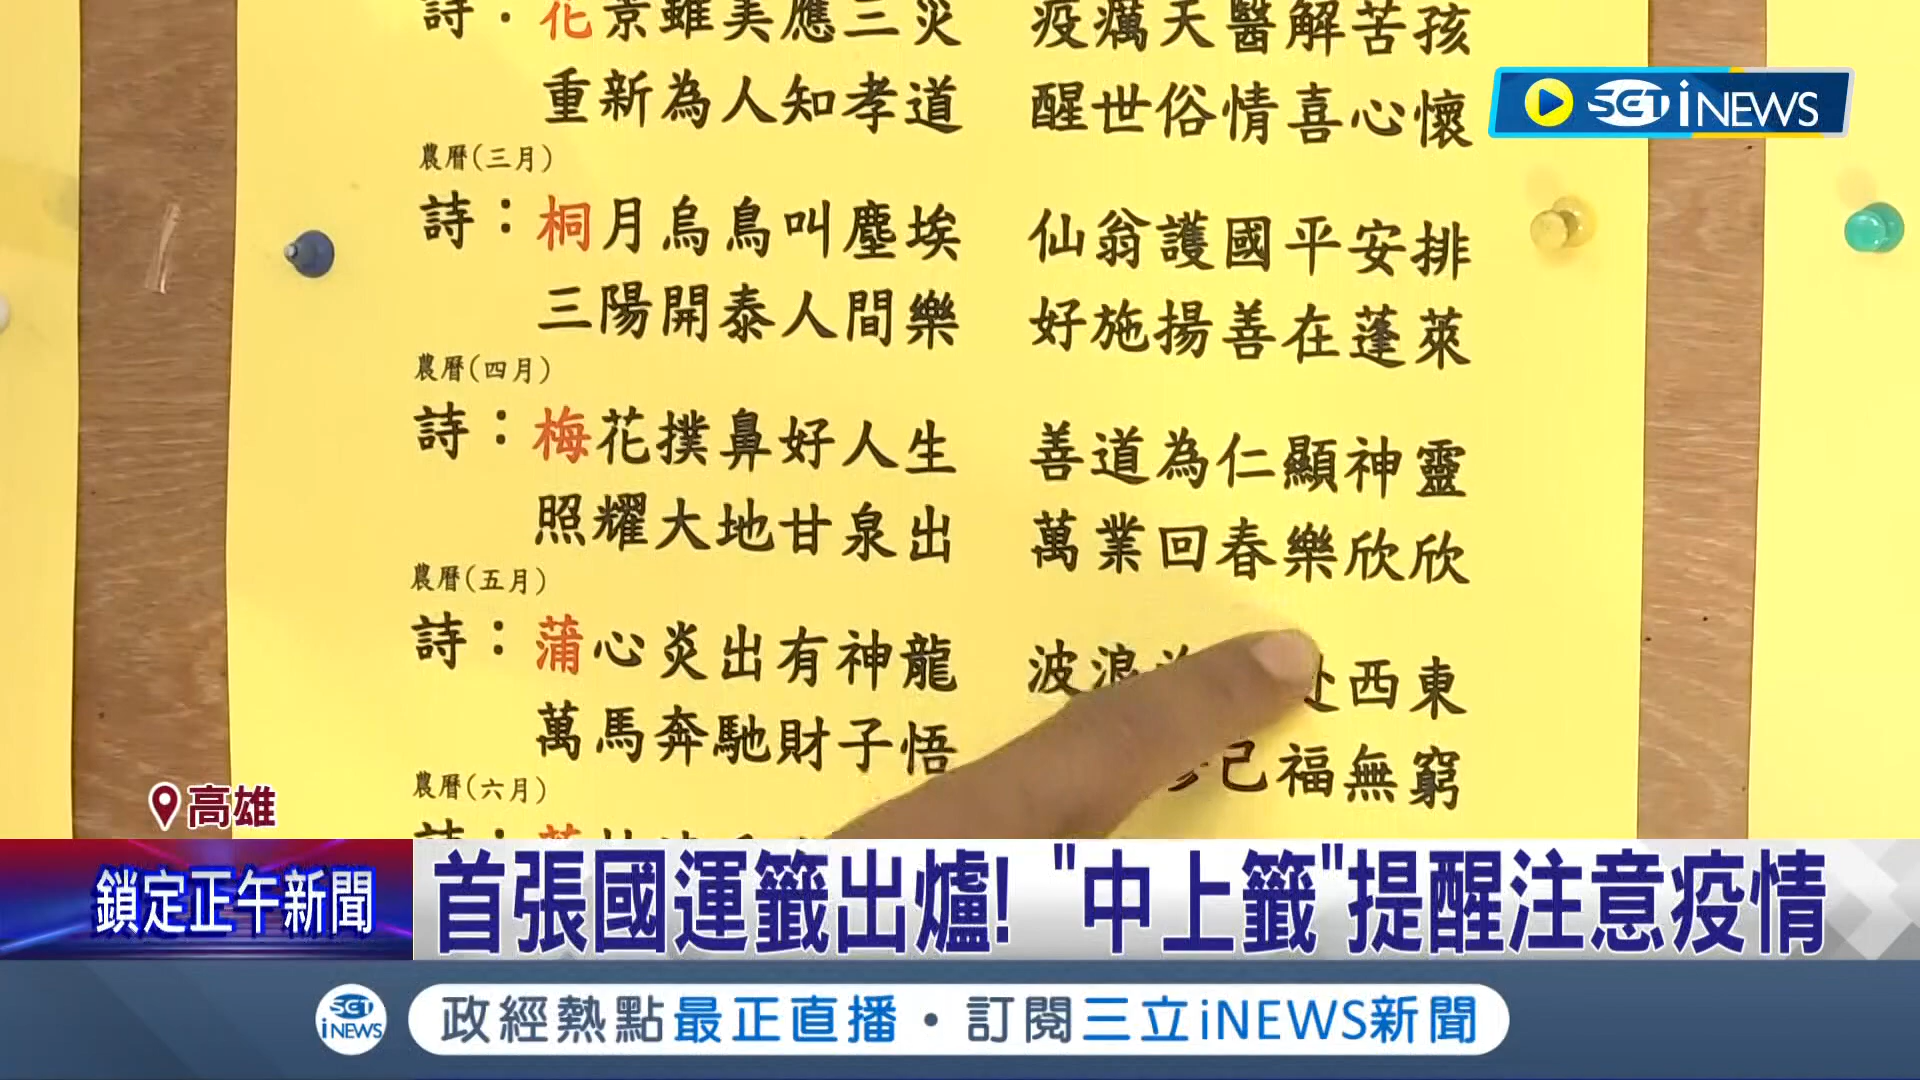 詩：花景雖美應三災 疫癘天醫解苦孩
重新為人知孝道 醒世俗情喜心懷
農曆(三月)
詩：桐月烏鳥叫塵埃 仙翁護國平安排
三陽開泰人間樂 好施揚善在蓬萊
農曆(四月)
詩：梅花撲鼻好人生 善道為仁顯神靈
照耀大地甘泉出 萬業回春樂欣欣
農曆(五月)
詩：蒲心炎出有神龍 波浪 西東
萬馬奔馳財子悟 己福無窮
農曆(六月)
SET iNEWS
高雄
鎖定正午新聞
首張國運籤出爐! "中上籤"提醒注意疫情
SET iNEWS
政經熱點最正直播・訂閱三立iNEWS新聞